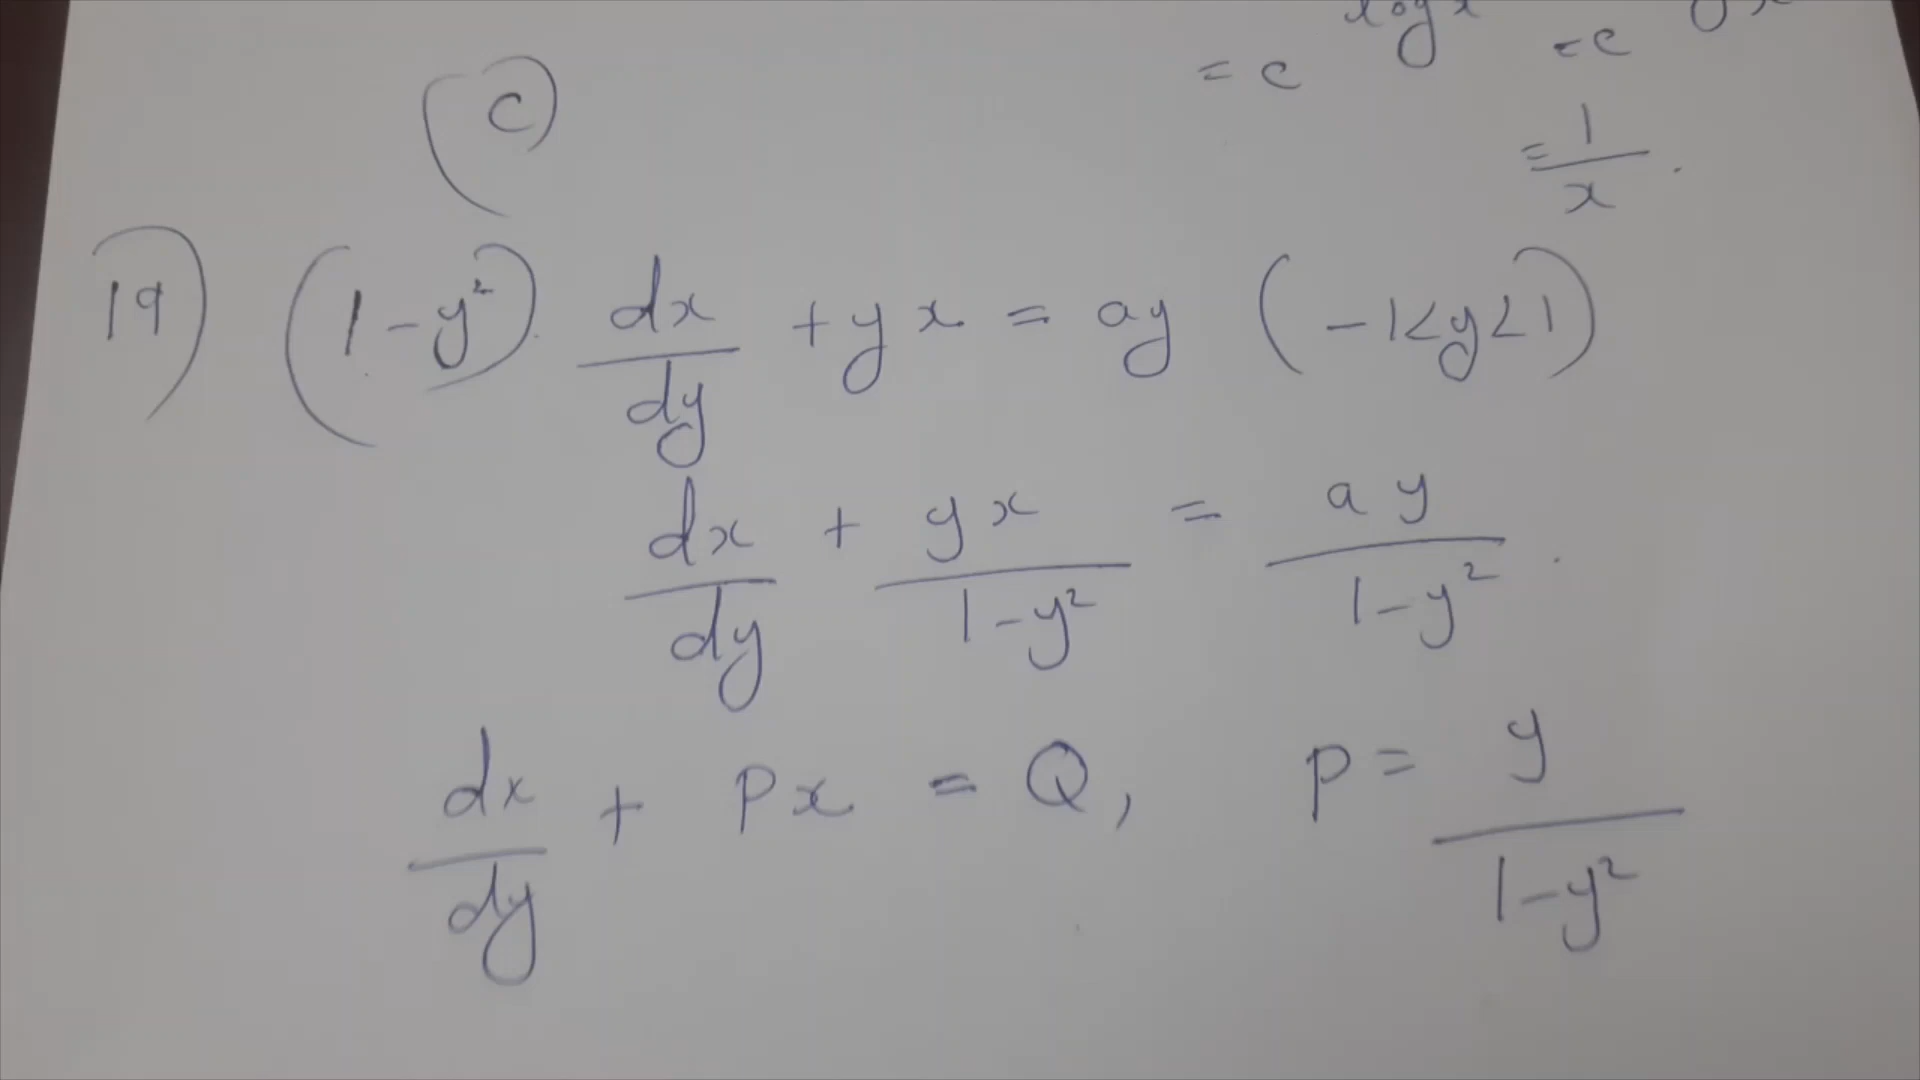 = e^log x = e
(C)
= 1/x .
19) (1-y²) dx/dy + yx = ay (-1<y<1)
dx/dy + yx/1-y² = ay/1-y² .
dx/dy + Px = Q, P = y/1-y²